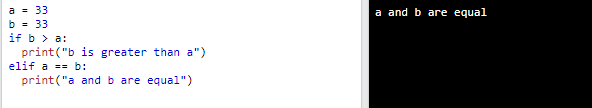 a = 33
b = 33
if b > a:
  print("b is greater than a")
elif a == b:
  print("a and b are equal")
a and b are equal